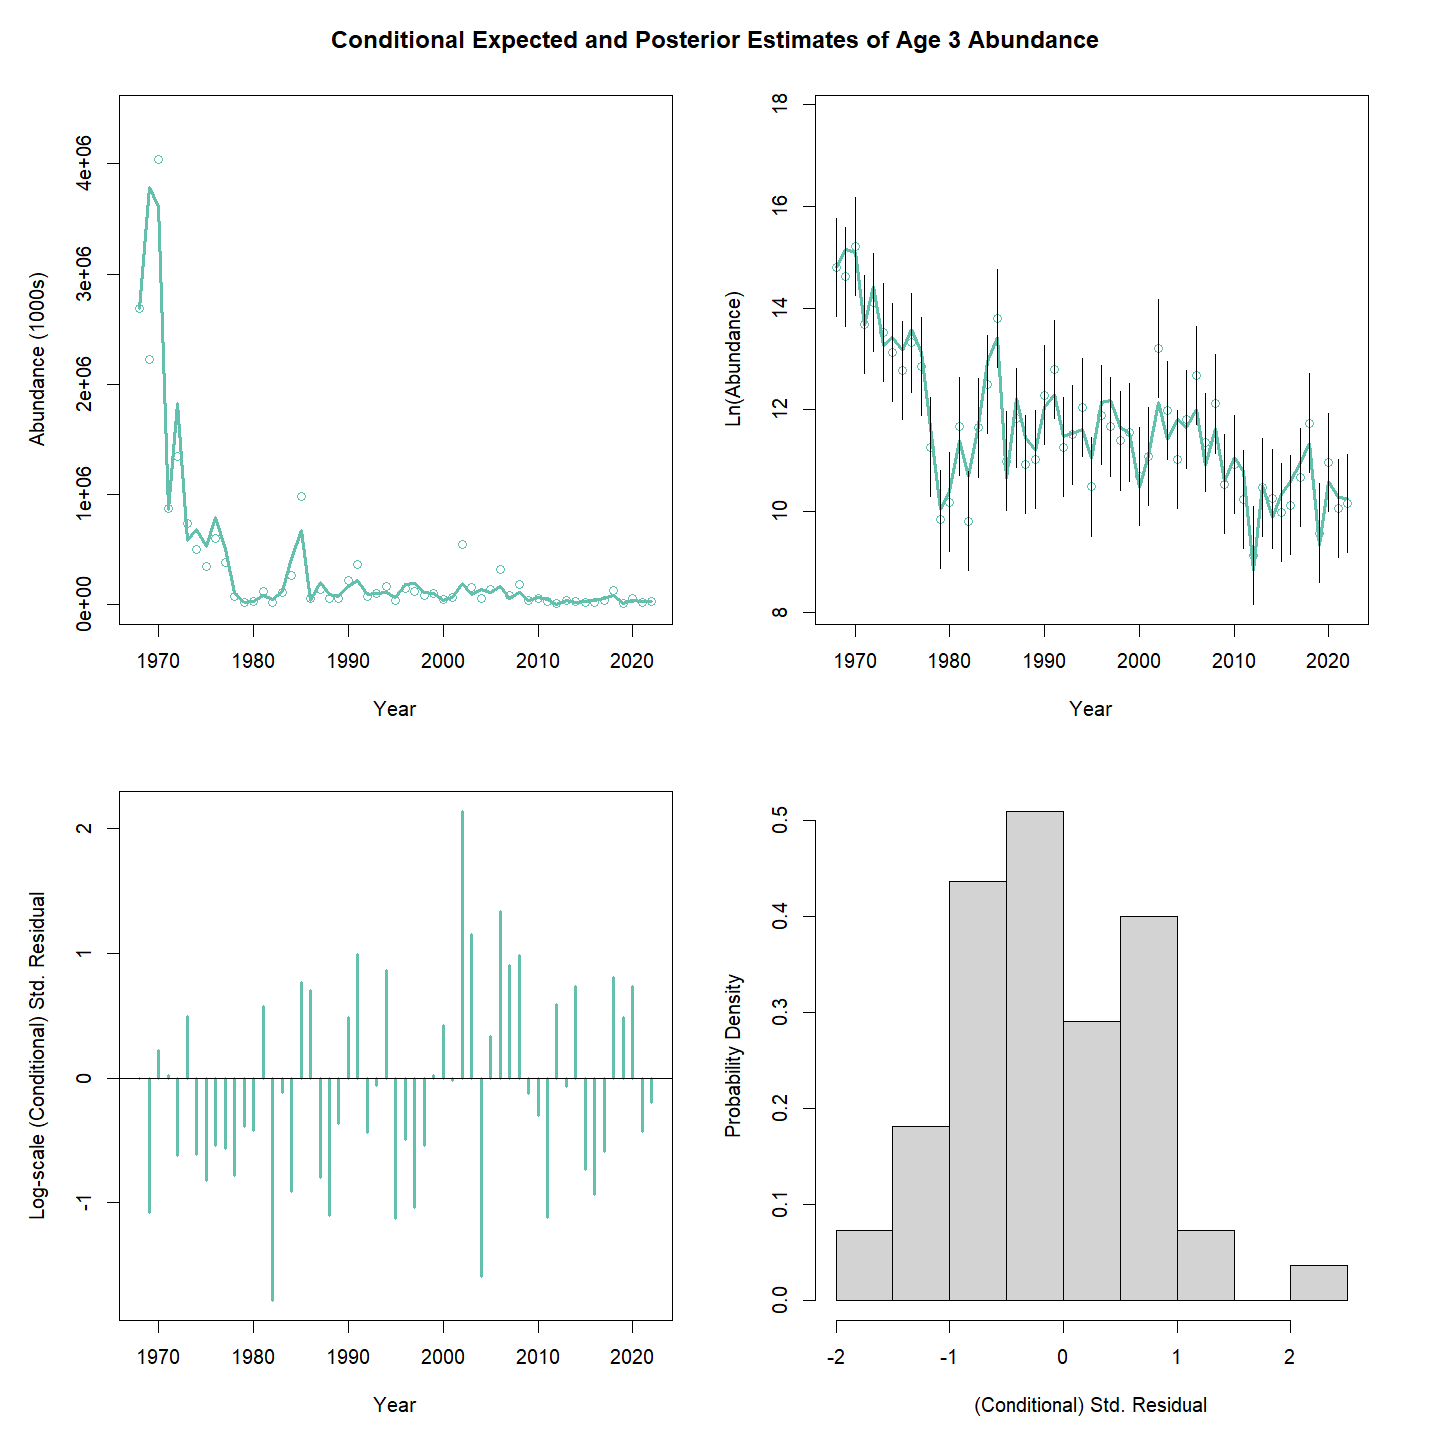 Conditional Expected and Posterior Estimates of Age 3 Abundance
Abundance (1000s)
4e+06
3e+06
2e+06
1e+06
0e+00
1970 1980 1990 2000 2010 2020
Year
Ln(Abundance)
18
16
14
12
10
8
1970 1980 1990 2000 2010 2020
Year
Log-scale (Conditional) Std. Residual
2
1
0
-1
1970 1980 1990 2000 2010 2020
Year
Probability Density
0.5
0.4
0.3
0.2
0.1
0.0
-2 -1 0 1 2
(Conditional) Std. Residual